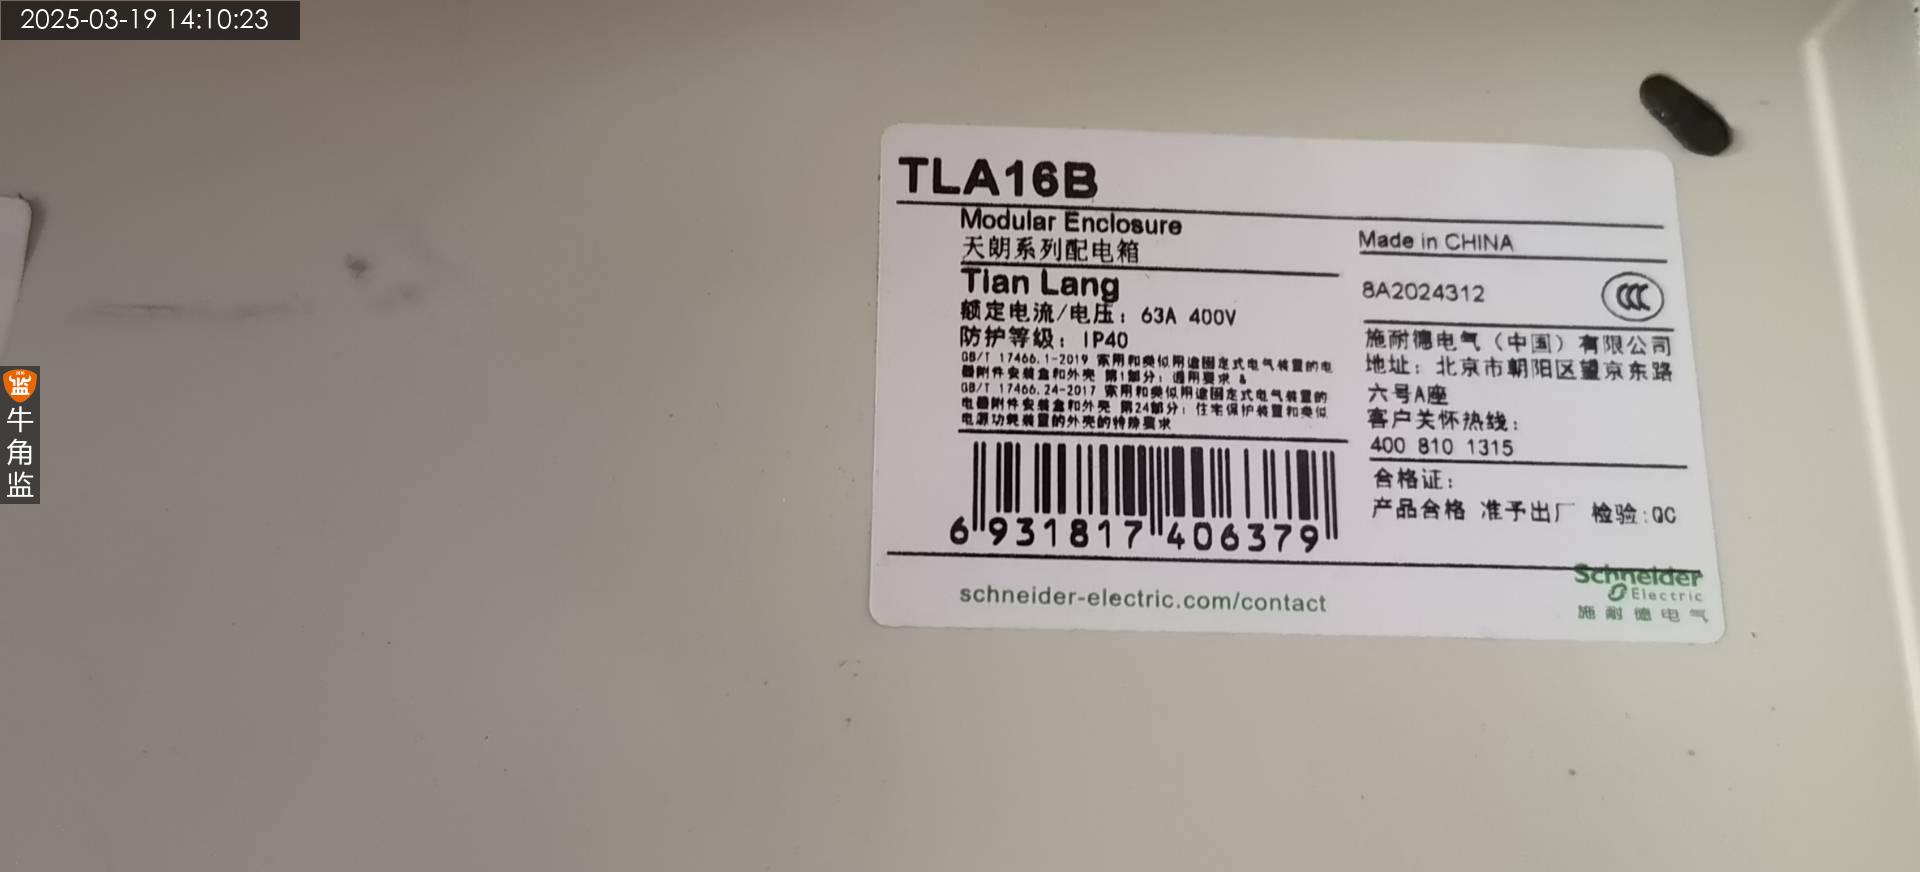 2025-03-19 14:10:23
牛角监
TLA16B
Modular Enclosure
天朗系列配电箱
Tian Lang
额定电流/电压: 63A 400V
防护等级: IP40
GB/T 17466.1-2019 家用和类似用途固定式电气装置的电
器附件安装盒和外壳 第1部分: 通用要求 &
GB/T 17466.24-2017 家用和类似用途固定式电气装置的
电器附件安装盒和外壳 第24部分: 住宅保护装置和类似
电源功耗装置的外壳的特殊要求
6 931817 406379
Made in CHINA
8A2024312
CCC
施耐德电气（中国）有限公司
地址: 北京市朝阳区望京东路
六号A座
客户关怀热线:
400 810 1315
合格证:
产品合格 准予出厂 检验:QC
schneider-electric.com/contact
Schneider
Electric
施耐德电气